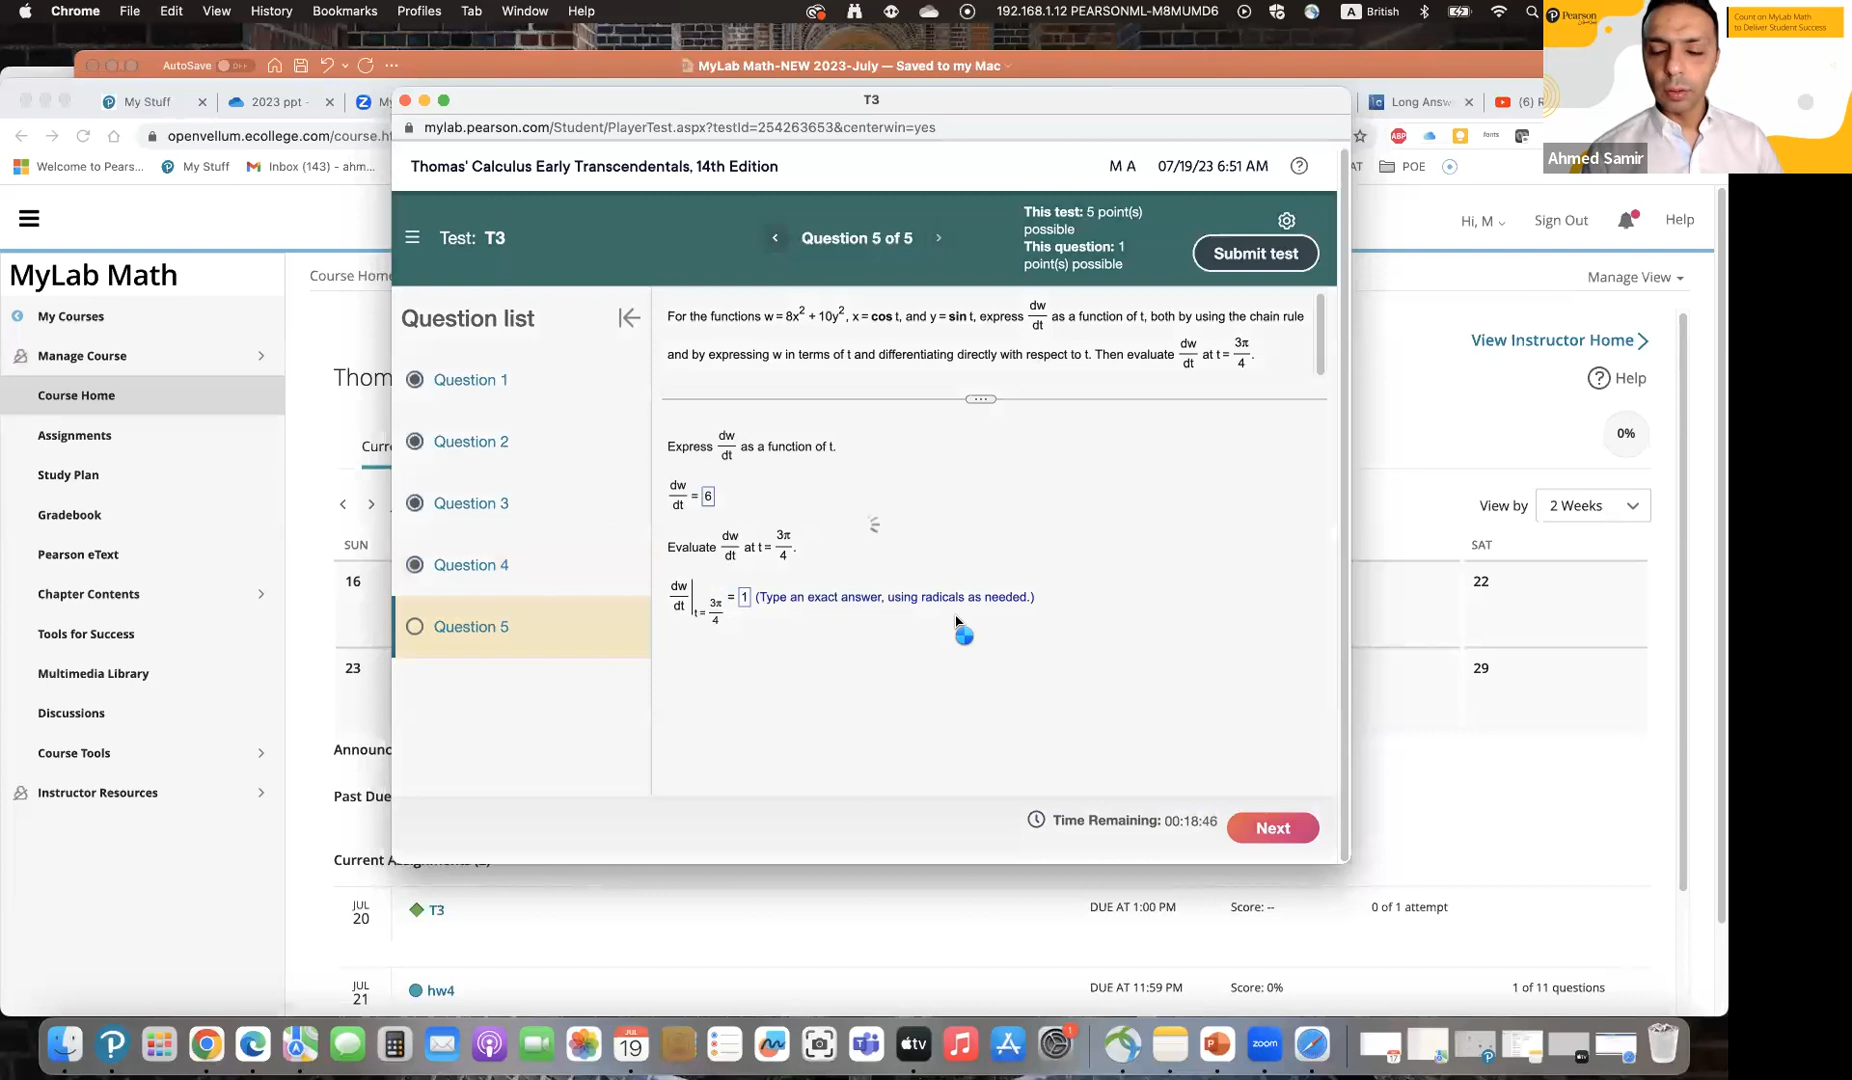 Chrome File Edit View History Bookmarks Profiles Tab Window Help 192.168.1.12 PEARSONML-M8MUMD6 A British
Pearson
Count on MyLab Math
to Deliver Student Success
Ahmed Samir
AutoSave OFF MyLab Math-NEW 2023-July — Saved to my Mac
My Stuff 2023 ppt - Long Answ
T3
openvellum.ecollege.com/course.h
mylab.pearson.com/Student/PlayerTest.aspx?testId=254263653&centerwin=yes
Welcome to Pears... My Stuff Inbox (143) - ahm... ABP fonts POE
Thomas' Calculus Early Transcendentals, 14th Edition M A 07/19/23 6:51 AM
Hi, M Sign Out Help
Test: T3 Question 5 of 5
This test: 5 point(s)
possible
This question: 1
point(s) possible
Submit test
MyLab Math
Course Home
Manage View
My Courses
Manage Course
Course Home
Assignments
Study Plan
Gradebook
Pearson eText
Chapter Contents
Tools for Success
Multimedia Library
Discussions
Course Tools
Instructor Resources
Question list
Question 1
Question 2
Question 3
Question 4
Question 5
For the functions w = 8x² + 10y², x = cos t, and y = sin t, express dw/dt as a function of t, both by using the chain rule
and by expressing w in terms of t and differentiating directly with respect to t. Then evaluate dw/dt at t = 3π/4.
Express dw/dt as a function of t.
dw/dt = 6
Evaluate dw/dt at t = 3π/4.
dw/dt | t = 3π/4 = 1 (Type an exact answer, using radicals as needed.)
Time Remaining: 00:18:46 Next
View Instructor Home
Help
0%
View by 2 Weeks
SUN SAT
16 22
23 29
Announc
Past Due
Current Assignments (2)
JUL
20
T3 DUE AT 1:00 PM Score: -- 0 of 1 attempt
JUL
21
hw4 DUE AT 11:59 PM Score: 0% 1 of 11 questions
JUL
19
tv
1
zoom